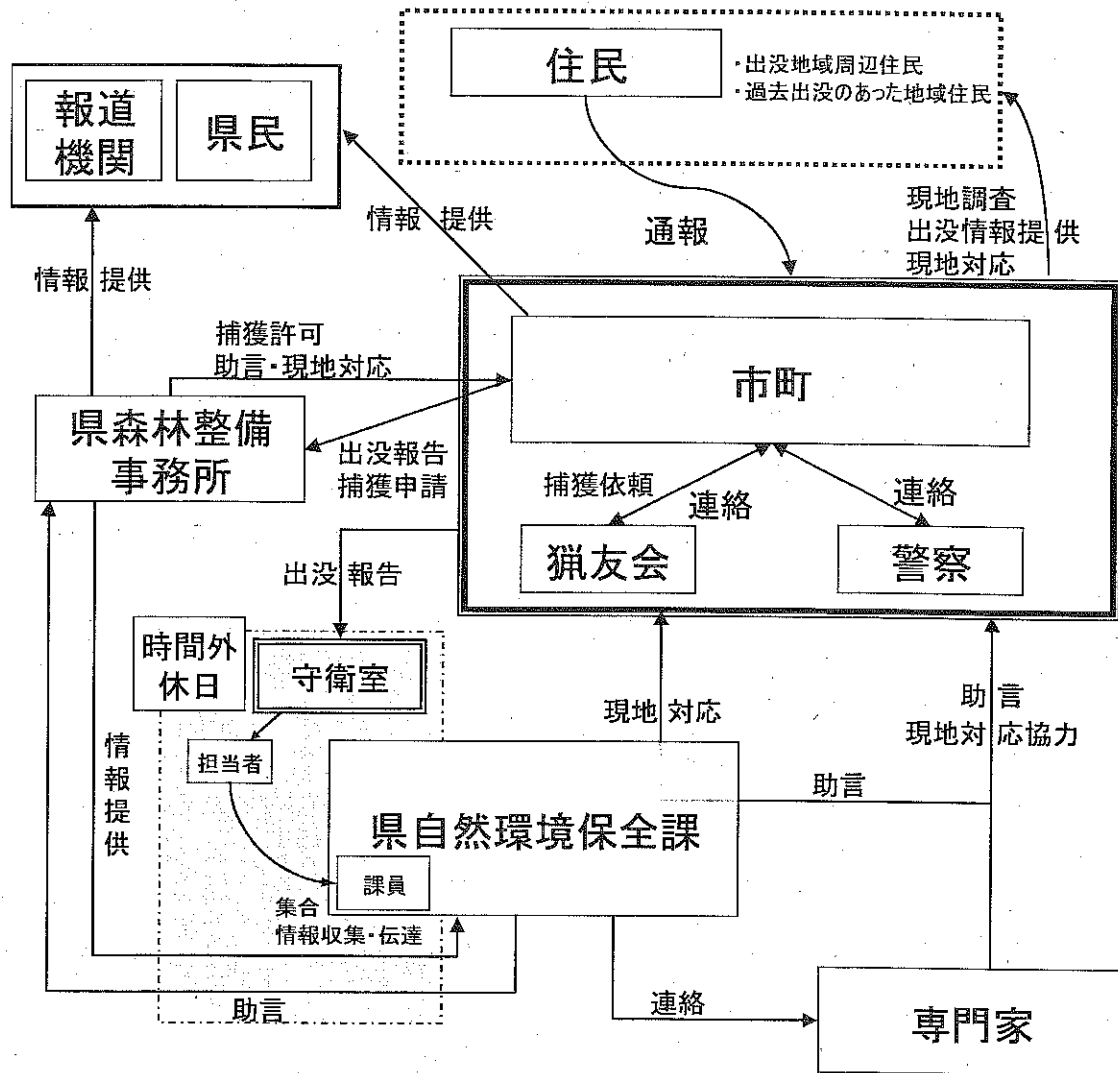 住民
・出没地域周辺住民
・過去出没のあった地域住民
報道
機関
県民
情報 提供
通報
現地調査
出没情報提供
現地対応
情報 提供
捕獲許可
助言・現地対応
市町
県森林整備
事務所
出没報告
捕獲申請
捕獲依頼
連絡
連絡
猟友会
警察
出没 報告
時間外
休日
守衛室
担当者
現地 対応
助言
現地対応協力
情報提供
県自然環境保全課
助言
課員
集合
情報収集・伝達
助言
連絡
専門家